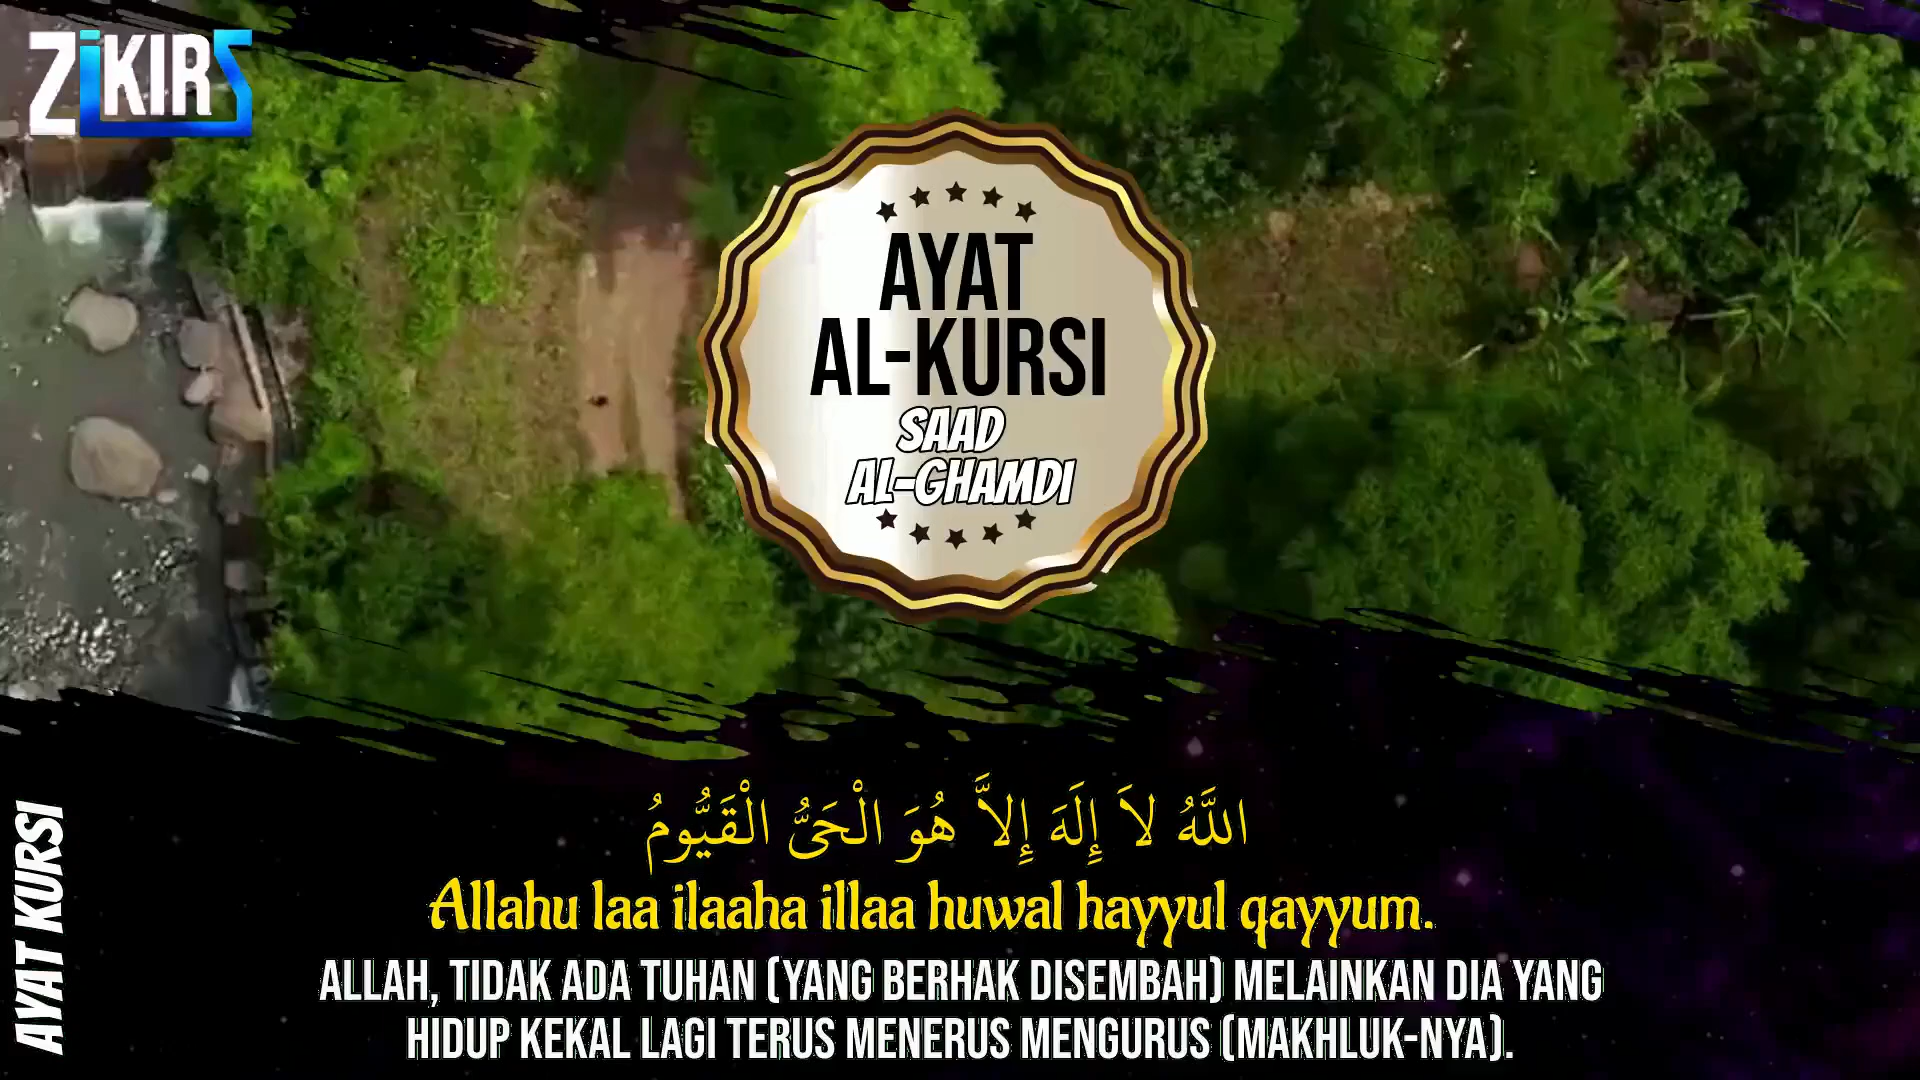 ZiKIRS
AYAT
AL-KURSI
SAAD
AL-GHAMDI
اللَّهُ لاَ إِلَهَ إِلاَّ هُوَ الْحَىُّ الْقَيُّومُ
Allahu laa ilaaha illaa huwal hayyul qayyum.
ALLAH, TIDAK ADA TUHAN (YANG BERHAK DISEMBAH) MELAINKAN DIA YANG
HIDUP KEKAL LAGI TERUS MENERUS MENGURUS (MAKHLUK-NYA).
AYAT KURSI